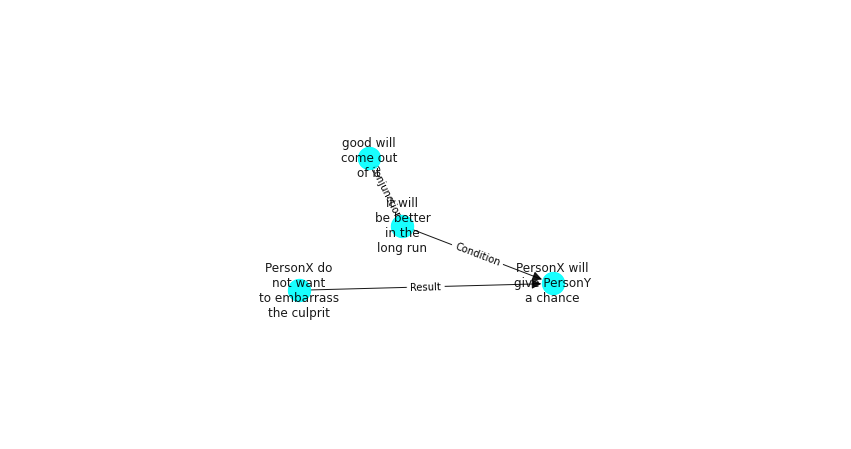 good will
come out
of it
Conjunction
it will
be better
in the
long run
Condition
PersonX do
not want
to embarrass
the culprit
Result
PersonX will
give PersonY
a chance